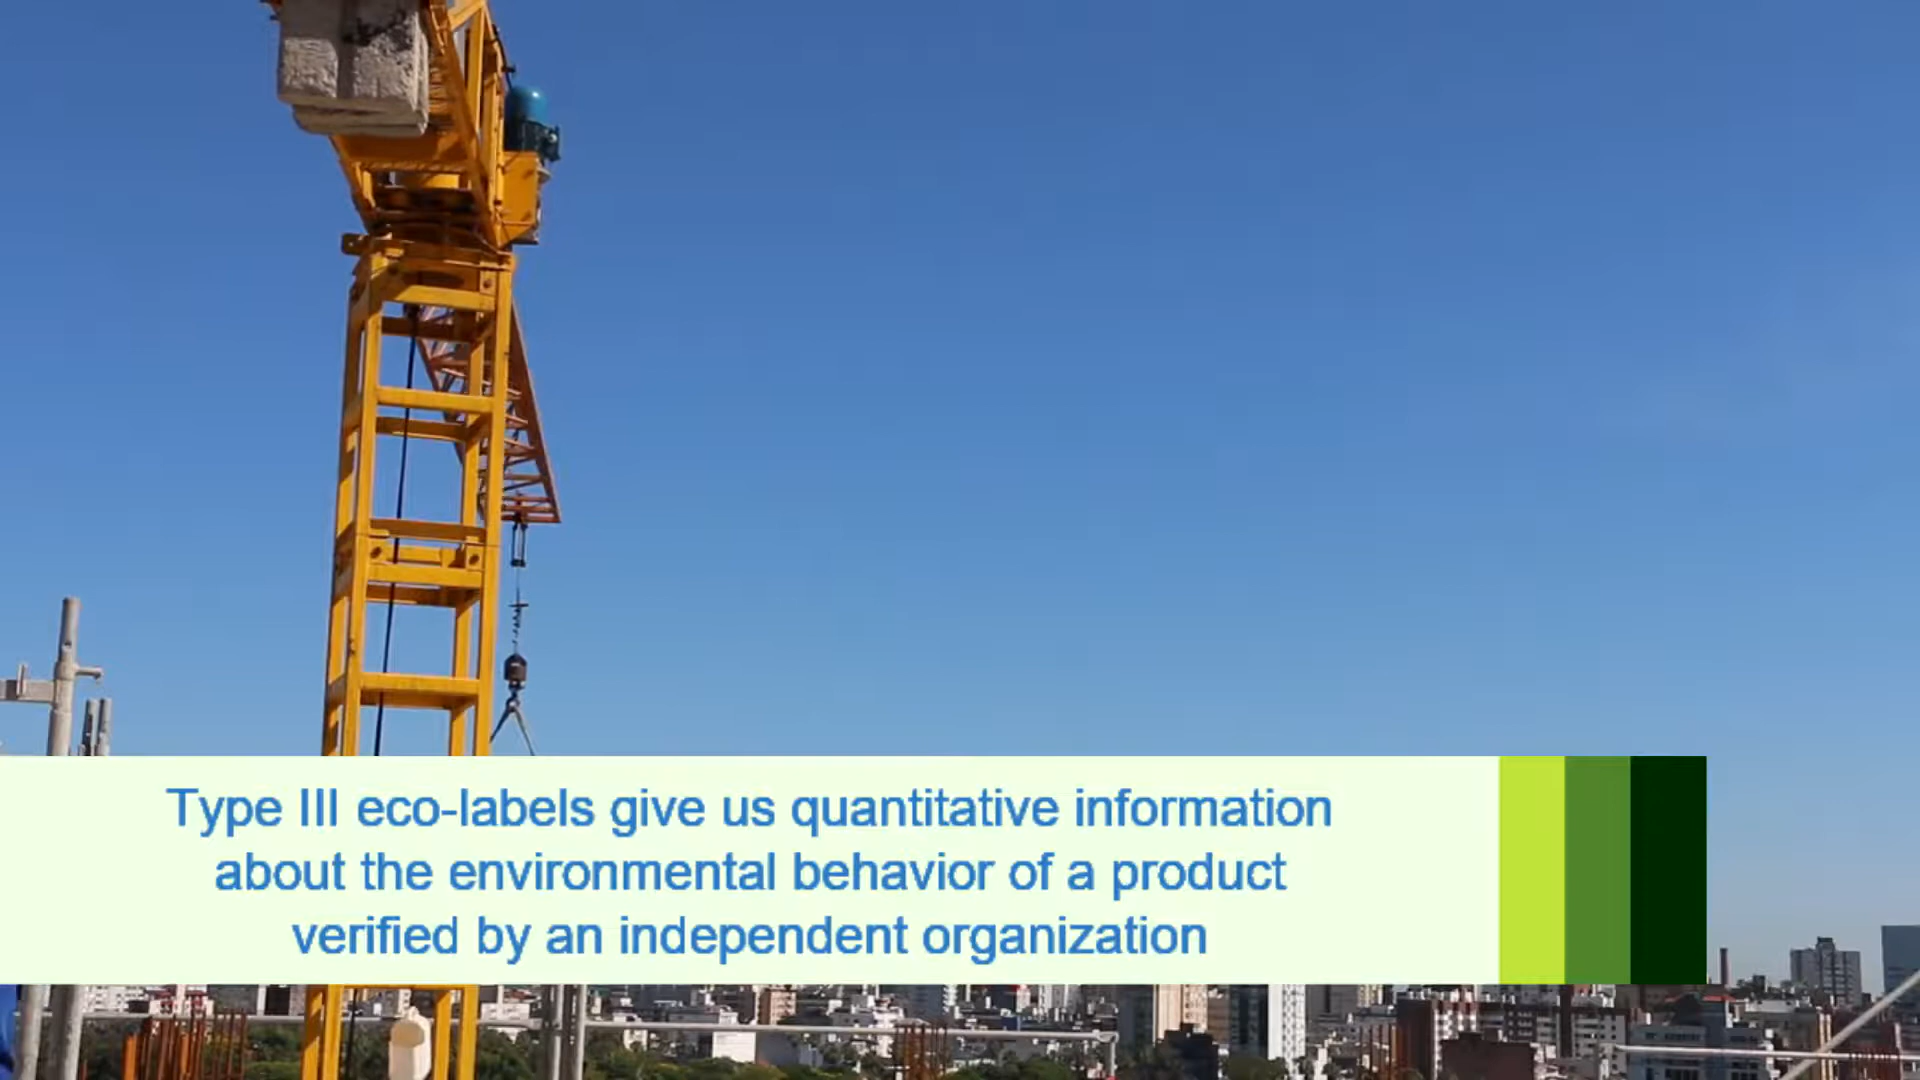 Type III eco-labels give us quantitative information
about the environmental behavior of a product
verified by an independent organization